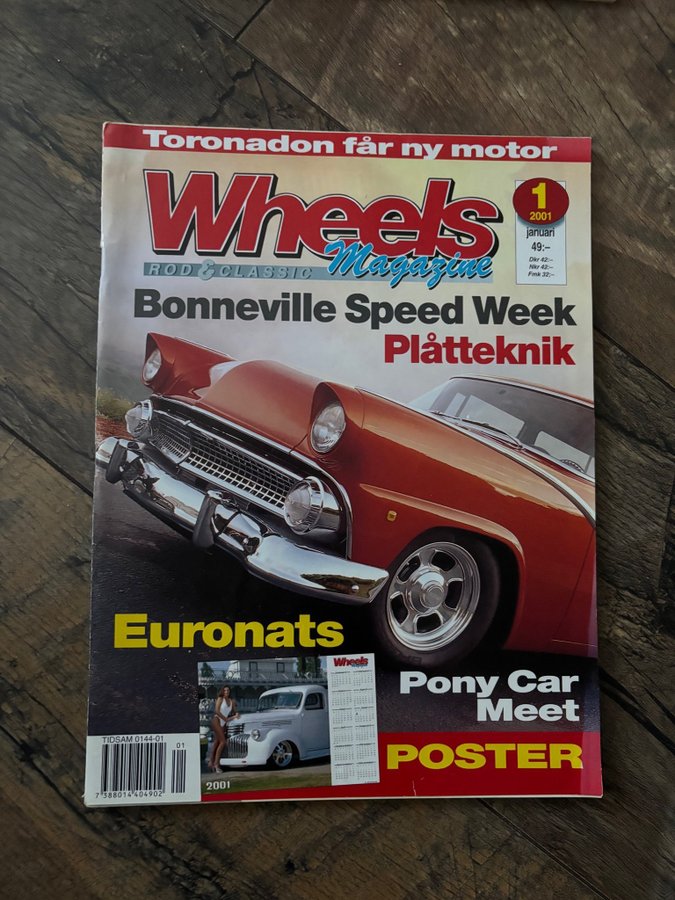 Toronadon får ny motor
Wheels
Magazine
ROD & CLASSIC
1
2001
januari
49:-
Dkr 42:-
Nkr 42:-
Fmk 32:-
Bonneville Speed Week
Plåtteknik
Euronats
Wheels
2001
Pony Car
Meet
POSTER
TIDSAM 0144-01
01
7 388014 404902